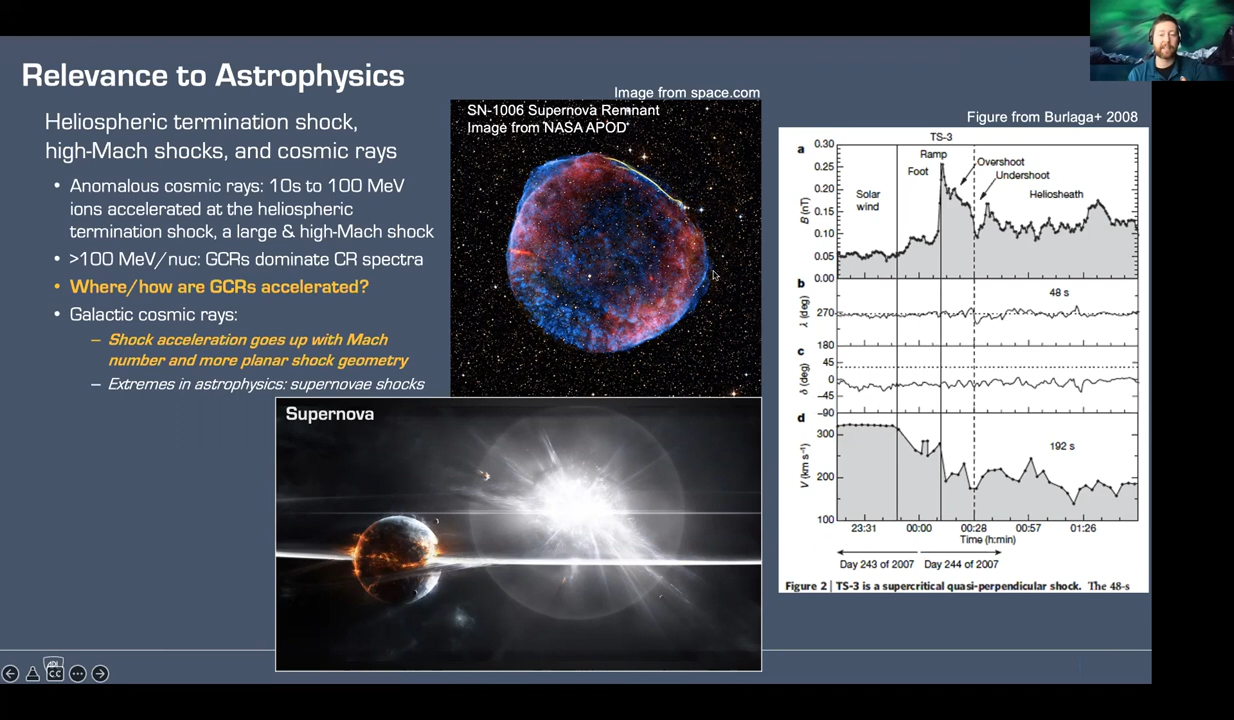 Relevance to Astrophysics
Heliospheric termination shock,
high-Mach shocks, and cosmic rays
• Anomalous cosmic rays: 10s to 100 MeV
ions accelerated at the heliospheric
termination shock, a large & high-Mach shock
• >100 MeV/nuc: GCRs dominate CR spectra
• Where/how are GCRs accelerated?
• Galactic cosmic rays:
– Shock acceleration goes up with Mach
number and more planar shock geometry
– Extremes in astrophysics: supernovae shocks
Image from space.com
SN-1006 Supernova Remnant
Image from NASA APOD
Supernova
Figure from Burlaga+ 2008
TS-3
a
0.30
0.25
0.20
0.15
0.10
0.05
0.00
B (nT)
Solar
wind
Foot
Ramp
Overshoot
Undershoot
Heliosheath
b
270
180
λ (deg)
48 s
c
45
0
−45
−90
δ (deg)
d
300
200
100
V (km s⁻¹)
192 s
23:31 00:00 00:28 00:57 01:26
Time (h:min)
Day 243 of 2007 Day 244 of 2007
Figure 2 | TS-3 is a supercritical quasi-perpendicular shock. The 48-s
APL
CC